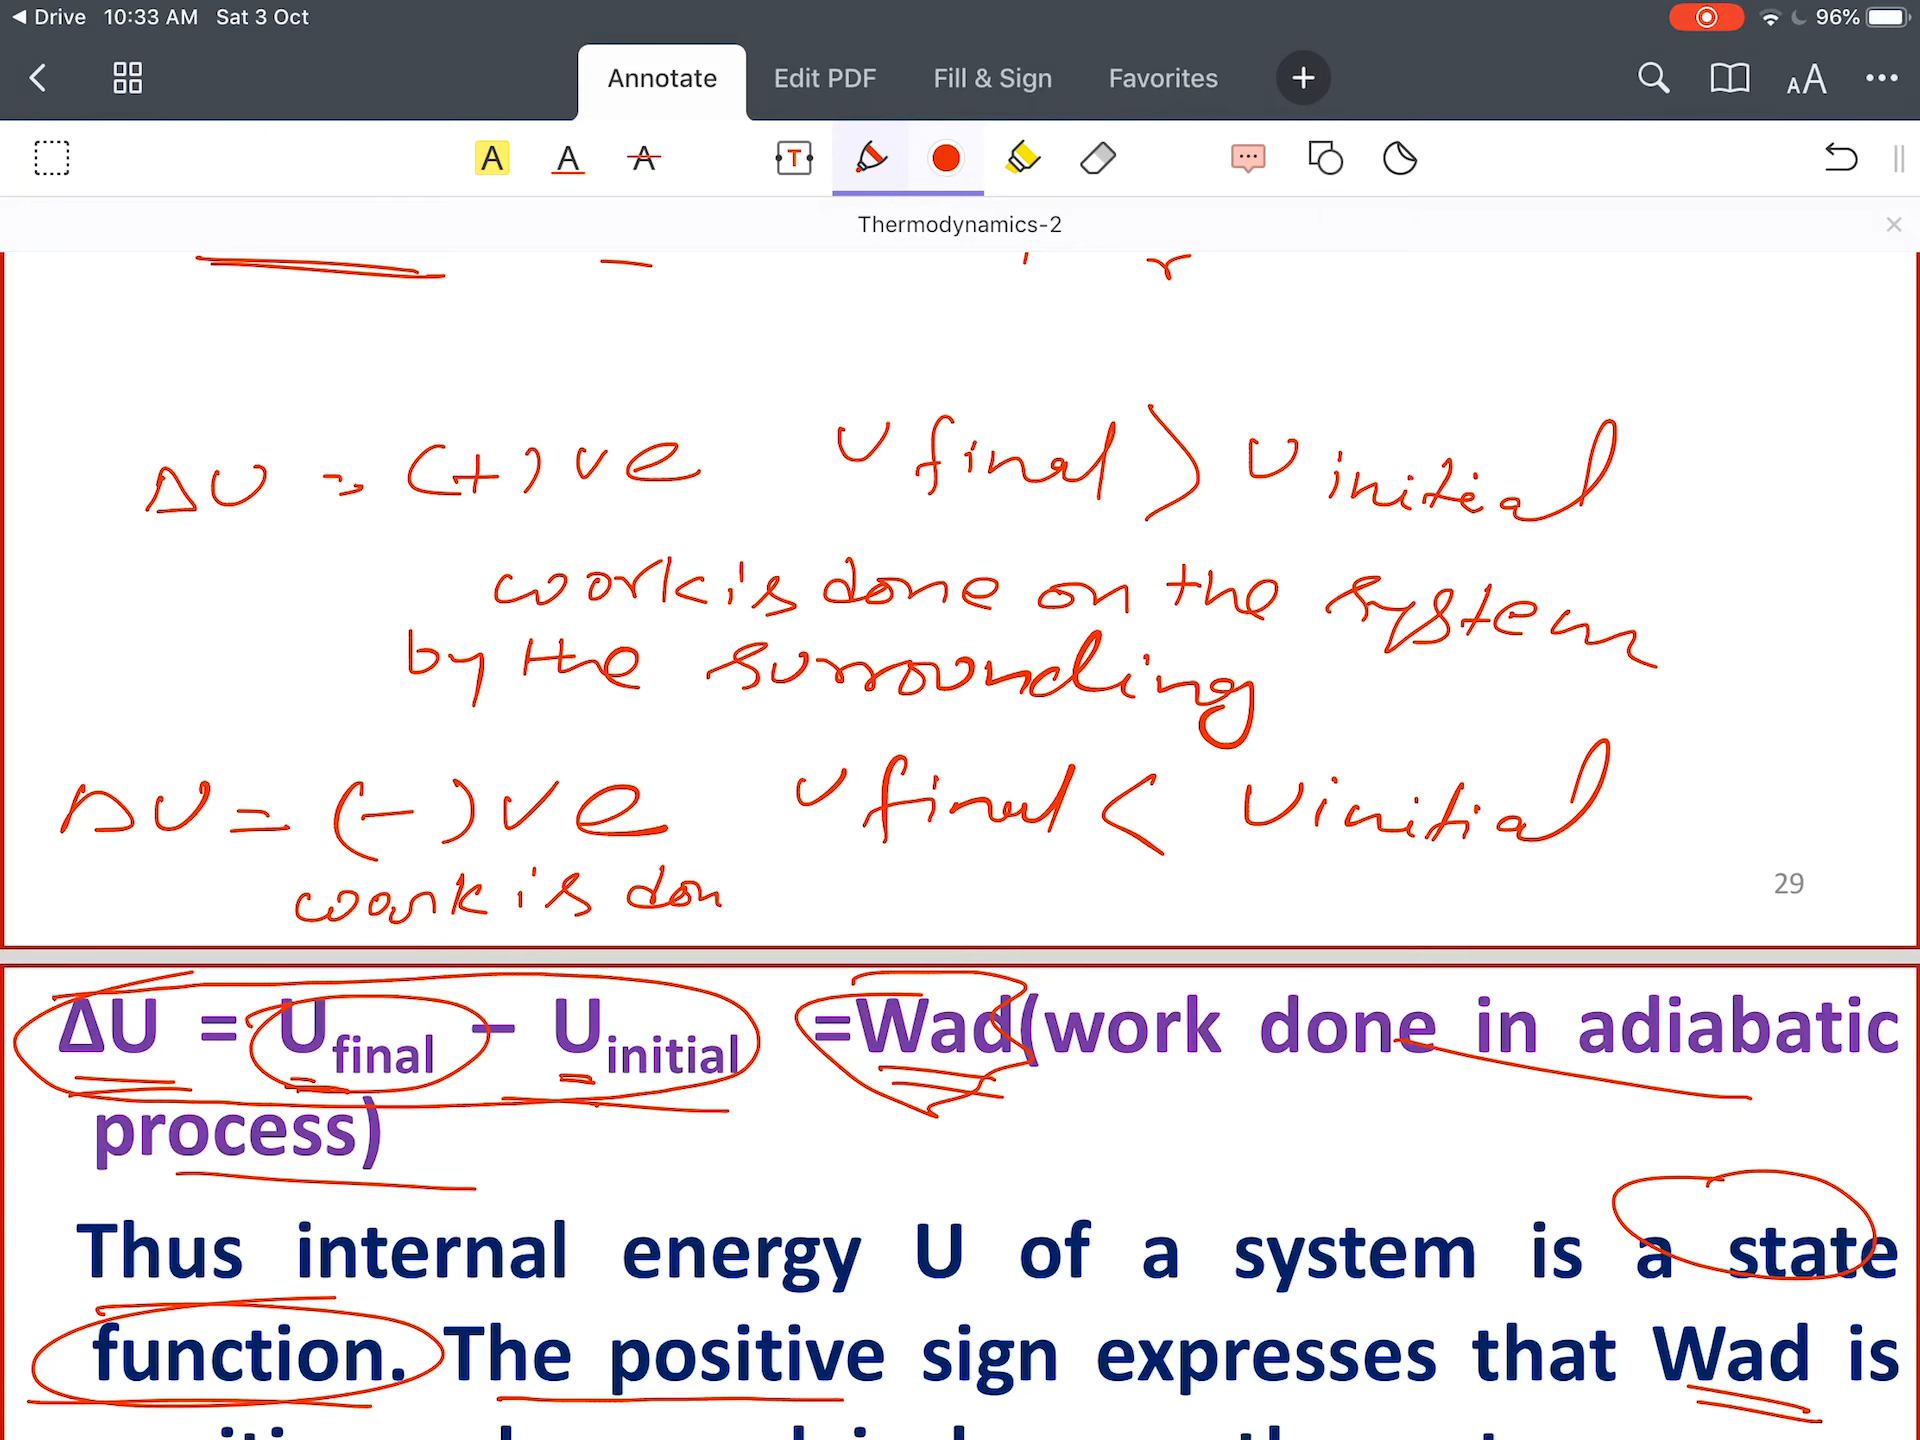 Drive 10:33 AM Sat 3 Oct 96%
Annotate Edit PDF Fill & Sign Favorites
Thermodynamics-2
ΔU = (+)ve U final > U initial
work is done on the system
by the surrounding
ΔU = (-)ve U final < U initial
work is don
29
ΔU = Ufinal – Uinitial =Wad(work done in adiabatic
process)
Thus internal energy U of a system is a state
function. The positive sign expresses that Wad is